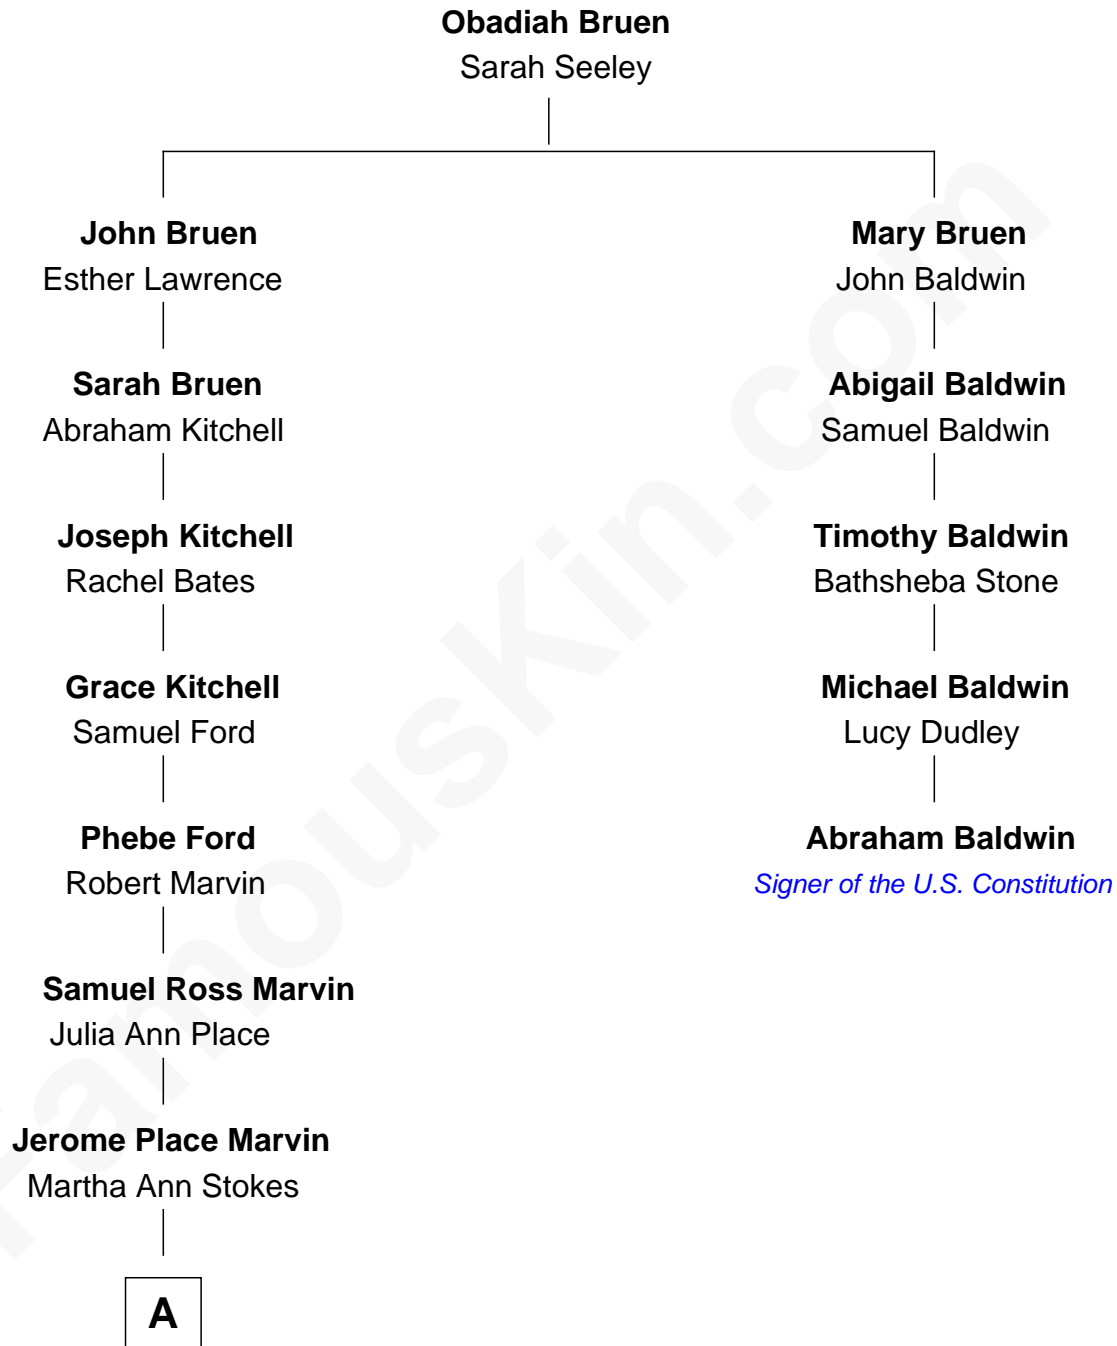 Obadiah Bruen
Sarah Seeley
John Bruen
Esther Lawrence
Mary Bruen
John Baldwin
Sarah Bruen
Abraham Kitchell
Abigail Baldwin
Samuel Baldwin
Joseph Kitchell
Rachel Bates
Timothy Baldwin
Bathsheba Stone
Grace Kitchell
Samuel Ford
Michael Baldwin
Lucy Dudley
Phebe Ford
Robert Marvin
Abraham Baldwin
Signer of the U.S. Constitution
Samuel Ross Marvin
Julia Ann Place
Jerome Place Marvin
Martha Ann Stokes
A
FamousKin.com